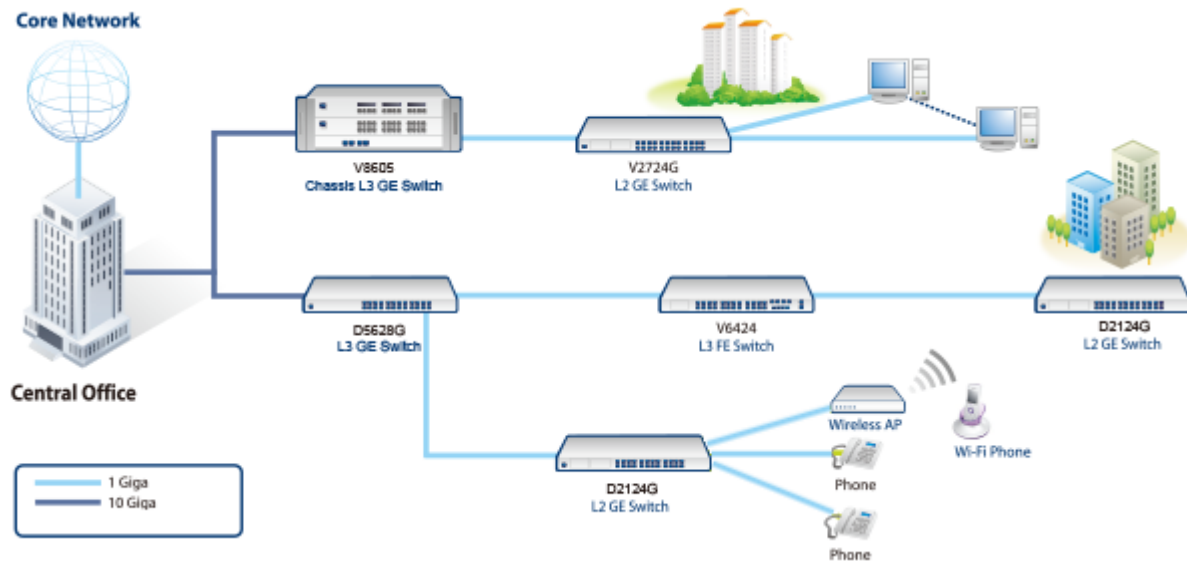 Core Network
V8605
Chassis L3 GE Switch
V2724G
L2 GE Switch
D5628G
L3 GE Switch
V6424
L3 FE Switch
D2124G
L2 GE Switch
Central Office
Wireless AP
Wi-Fi Phone
Phone
D2124G
L2 GE Switch
Phone
1 Giga
10 Giga